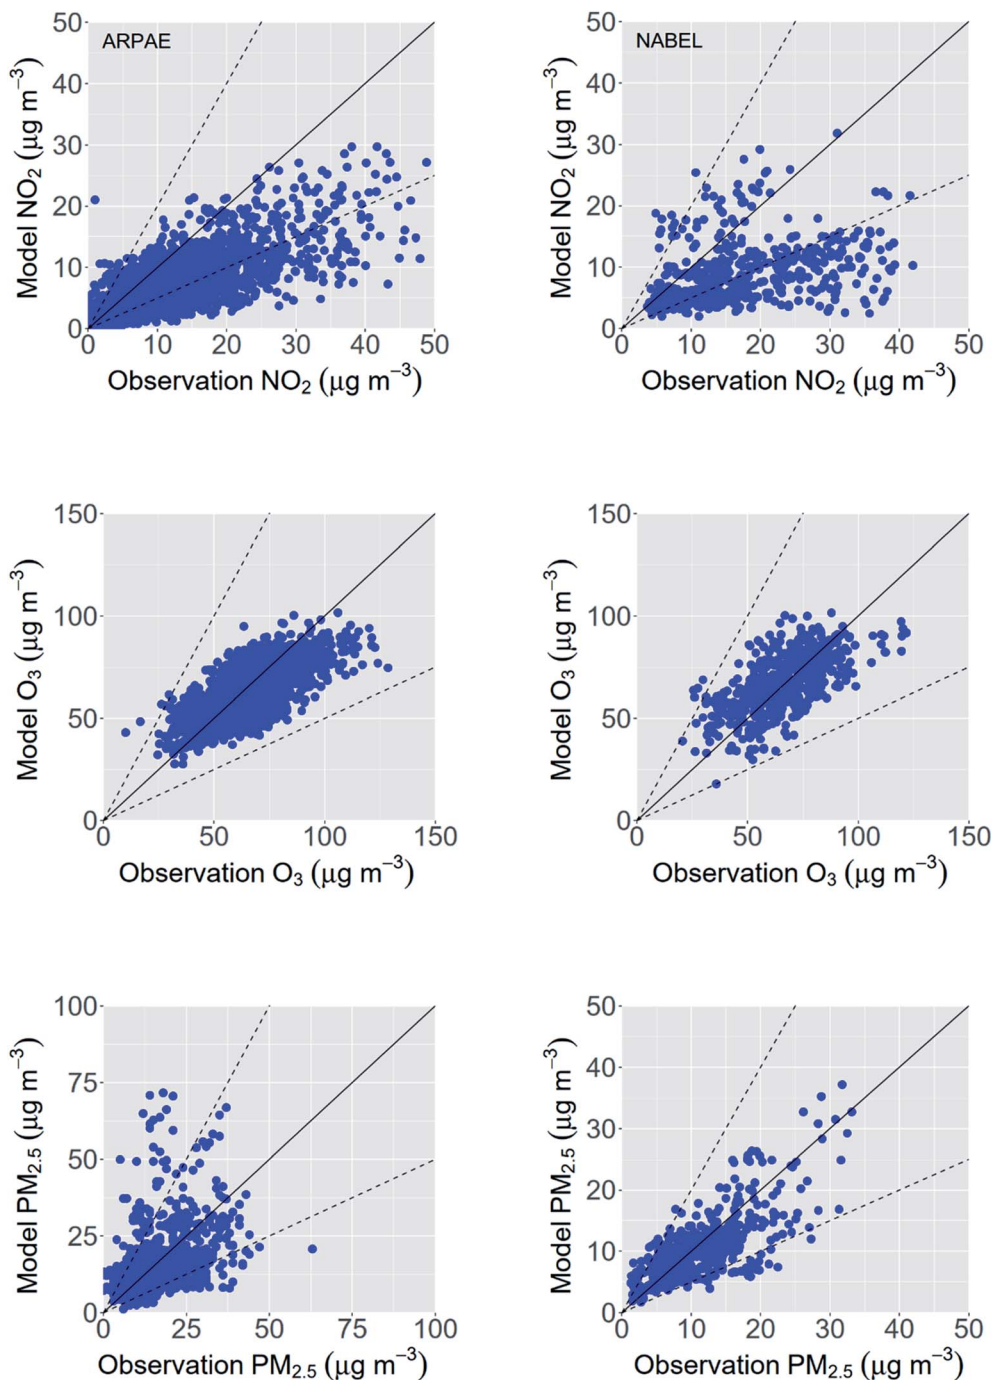 ARPAE
Model NO₂ (µg m⁻³)
50
40
30
20
10
0
0 10 20 30 40 50
Observation NO₂ (µg m⁻³)
NABEL
Model NO₂ (µg m⁻³)
50
40
30
20
10
0
0 10 20 30 40 50
Observation NO₂ (µg m⁻³)
Model O₃ (µg m⁻³)
150
100
50
0
0 50 100 150
Observation O₃ (µg m⁻³)
Model O₃ (µg m⁻³)
150
100
50
0
0 50 100 150
Observation O₃ (µg m⁻³)
Model PM₂.₅ (µg m⁻³)
100
75
50
25
0
0 25 50 75 100
Observation PM₂.₅ (µg m⁻³)
Model PM₂.₅ (µg m⁻³)
50
40
30
20
10
0
0 10 20 30 40 50
Observation PM₂.₅ (µg m⁻³)